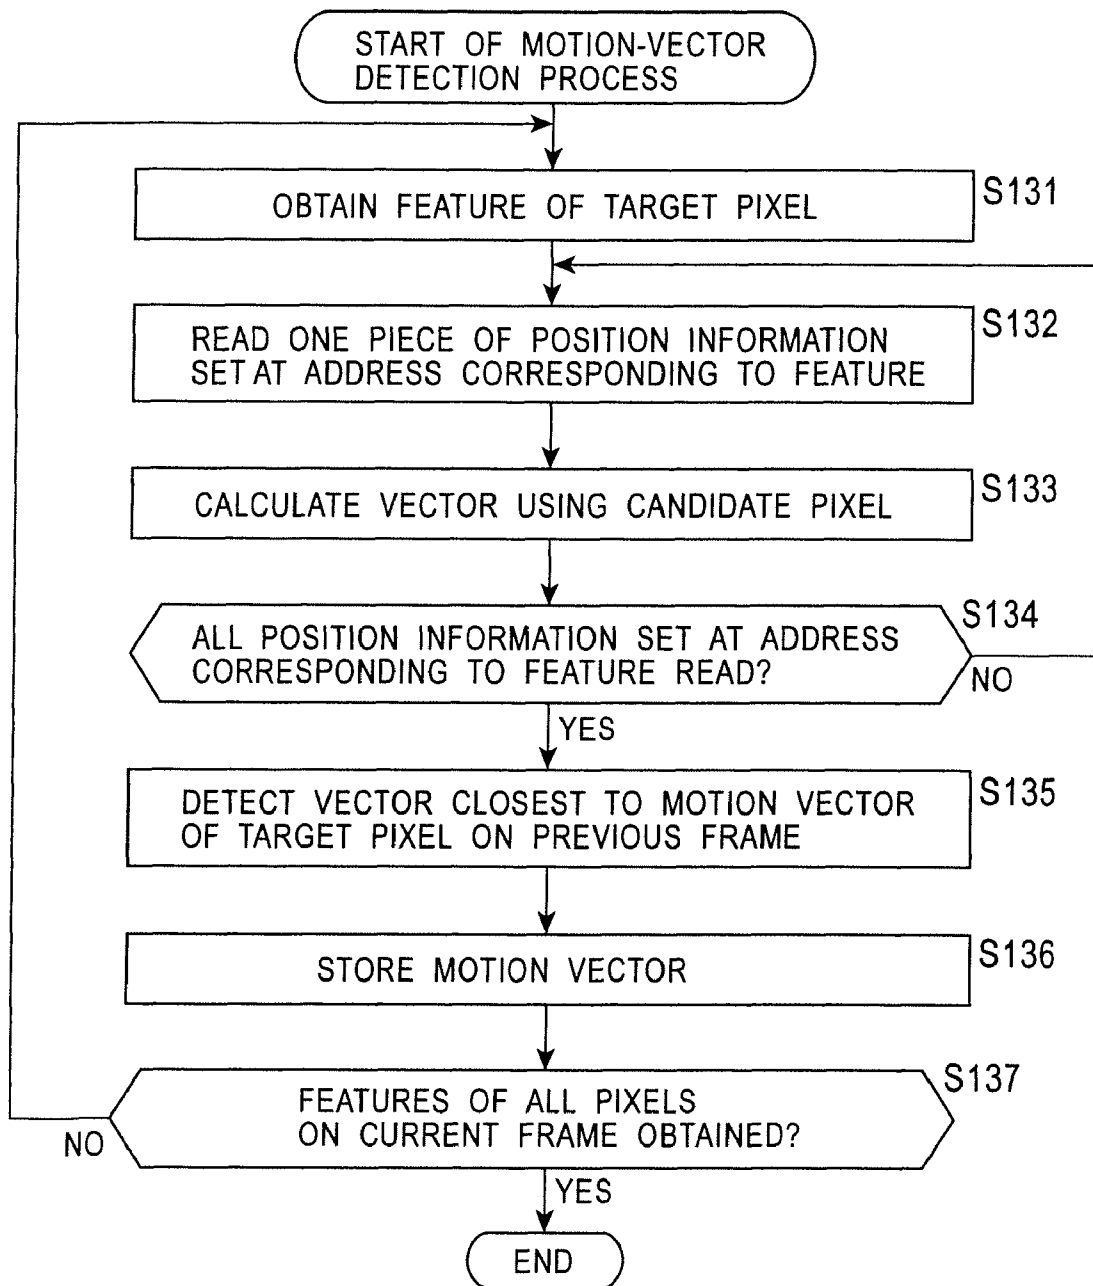 START OF MOTION-VECTOR
DETECTION PROCESS
OBTAIN FEATURE OF TARGET PIXEL
S131
READ ONE PIECE OF POSITION INFORMATION
SET AT ADDRESS CORRESPONDING TO FEATURE
S132
CALCULATE VECTOR USING CANDIDATE PIXEL
S133
ALL POSITION INFORMATION SET AT ADDRESS
CORRESPONDING TO FEATURE READ?
S134
NO
YES
DETECT VECTOR CLOSEST TO MOTION VECTOR
OF TARGET PIXEL ON PREVIOUS FRAME
S135
STORE MOTION VECTOR
S136
FEATURES OF ALL PIXELS
ON CURRENT FRAME OBTAINED?
S137
NO
YES
END